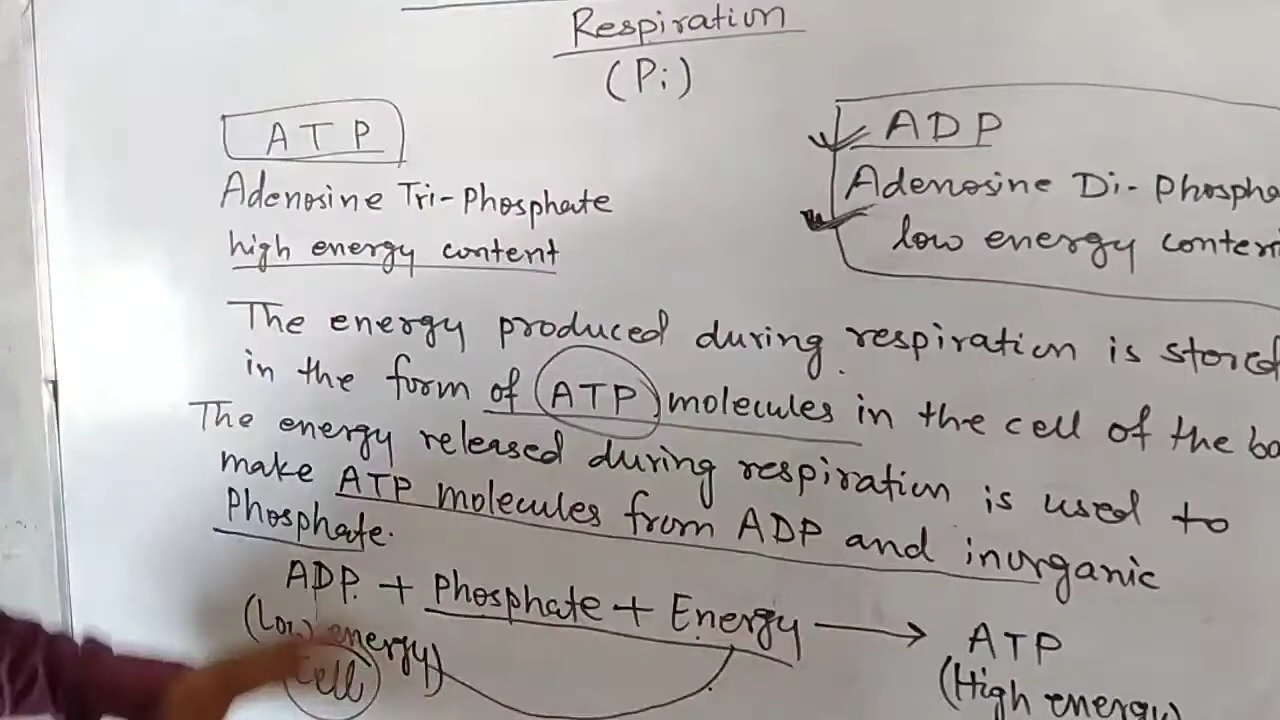 Respiration
(Pi)
ATP
Adenosine Tri-Phosphate
high energy content
ADP
Adenosine Di-Phospha
low energy conten
The energy produced during respiration is stored
in the form of ATP molecules in the cell of the bo
The energy released during respiration is used to
make ATP molecules from ADP and inorganic
Phosphate.
ADP + Phosphate + Energy → ATP
(Low energy)
(High energy)
Cell